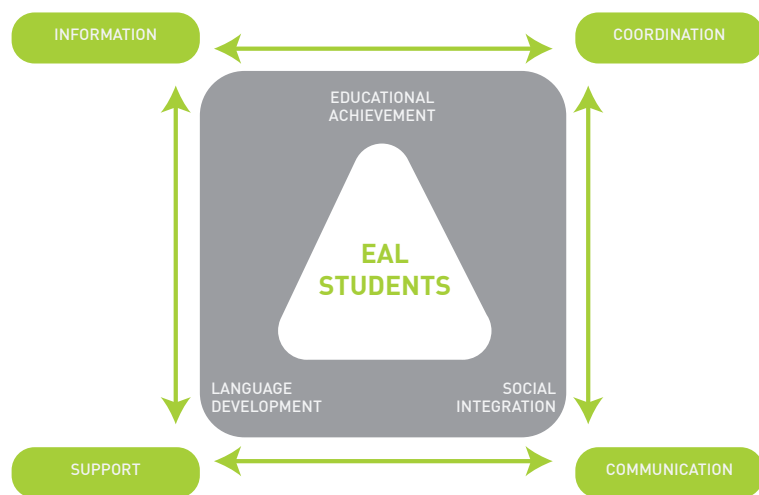 INFORMATION
COORDINATION
EDUCATIONAL
ACHIEVEMENT
EAL
STUDENTS
LANGUAGE
DEVELOPMENT
SOCIAL
INTEGRATION
SUPPORT
COMMUNICATION